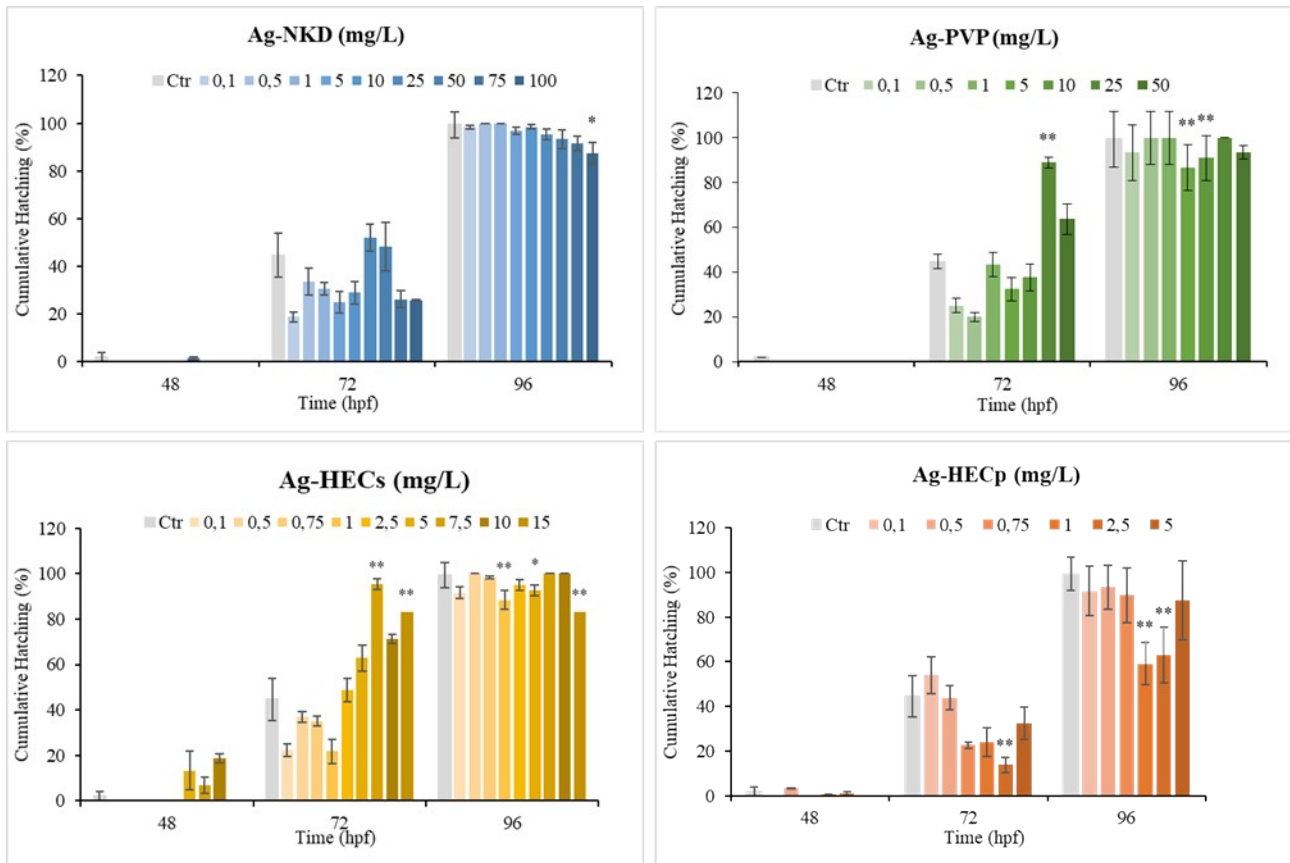 Ag-NKD (mg/L)
Ctr 0,1 0,5 1 5 10 25 50 75 100
Cumulative Hatching (%)
120
100
80
60
40
20
0
*
48 72 96
Time (hpf)
Ag-PVP (mg/L)
Ctr 0,1 0,5 1 5 10 25 50
Cumulative Hatching (%)
120
100
80
60
40
20
0
** ** **
48 72 96
Time (hpf)
Ag-HECs (mg/L)
Ctr 0,1 0,5 0,75 1 2,5 5 7,5 10 15
Cumulative Hatching (%)
120
100
80
60
40
20
0
** ** ** * **
48 72 96
Time (hpf)
Ag-HECp (mg/L)
Ctr 0,1 0,5 0,75 1 2,5 5
Cumulative Hatching (%)
120
100
80
60
40
20
0
** ** **
48 72 96
Time (hpf)